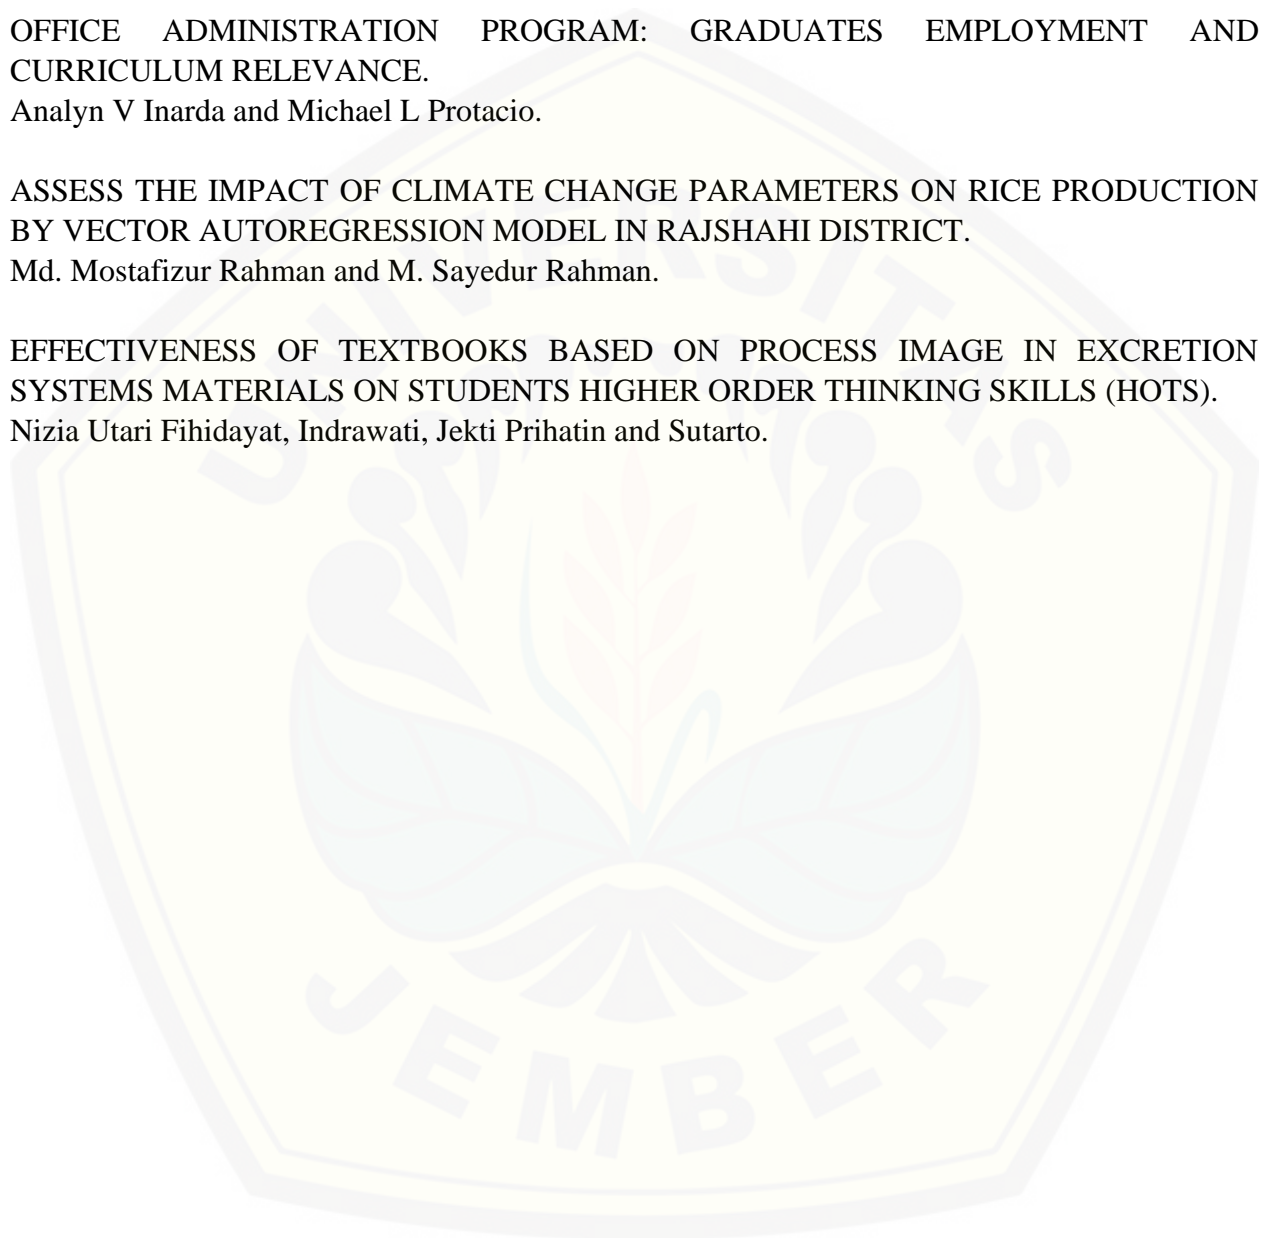 OFFICE ADMINISTRATION PROGRAM: GRADUATES EMPLOYMENT AND
CURRICULUM RELEVANCE.
Analyn V Inarda and Michael L Protacio.
ASSESS THE IMPACT OF CLIMATE CHANGE PARAMETERS ON RICE PRODUCTION
BY VECTOR AUTOREGRESSION MODEL IN RAJSHAHI DISTRICT.
Md. Mostafizur Rahman and M. Sayedur Rahman.
EFFECTIVENESS OF TEXTBOOKS BASED ON PROCESS IMAGE IN EXCRETION
SYSTEMS MATERIALS ON STUDENTS HIGHER ORDER THINKING SKILLS (HOTS).
Nizia Utari Fihidayat, Indrawati, Jekti Prihatin and Sutarto.
UNIVERSITAS
JEMBER